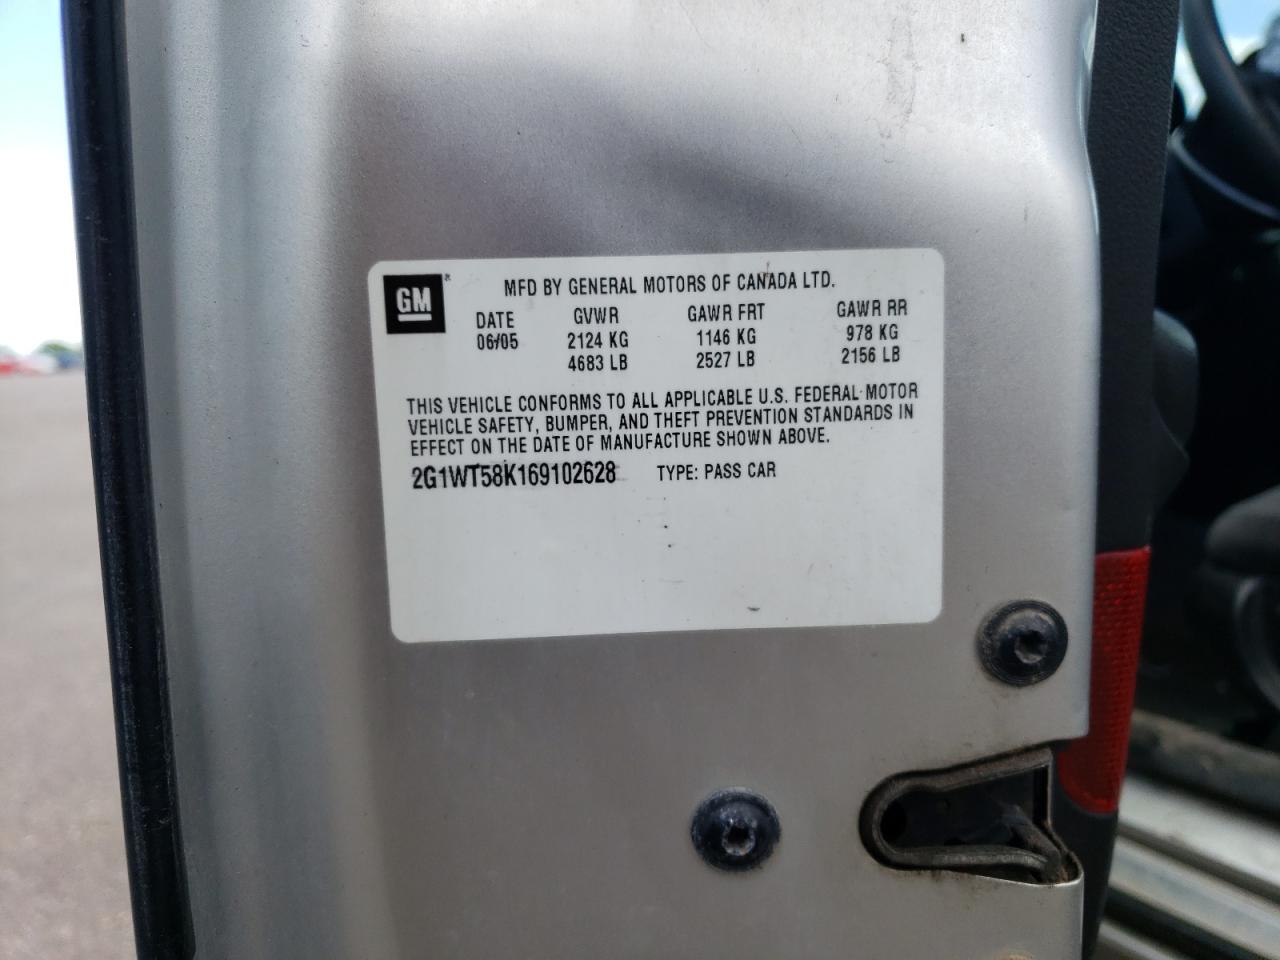 GM
MFD BY GENERAL MOTORS OF CANADA LTD.
DATE GVWR GAWR FRT GAWR RR
06/05 2124 KG 1146 KG 978 KG
4683 LB 2527 LB 2156 LB
THIS VEHICLE CONFORMS TO ALL APPLICABLE U.S. FEDERAL MOTOR
VEHICLE SAFETY, BUMPER, AND THEFT PREVENTION STANDARDS IN
EFFECT ON THE DATE OF MANUFACTURE SHOWN ABOVE.
2G1WT58K169102628 TYPE: PASS CAR